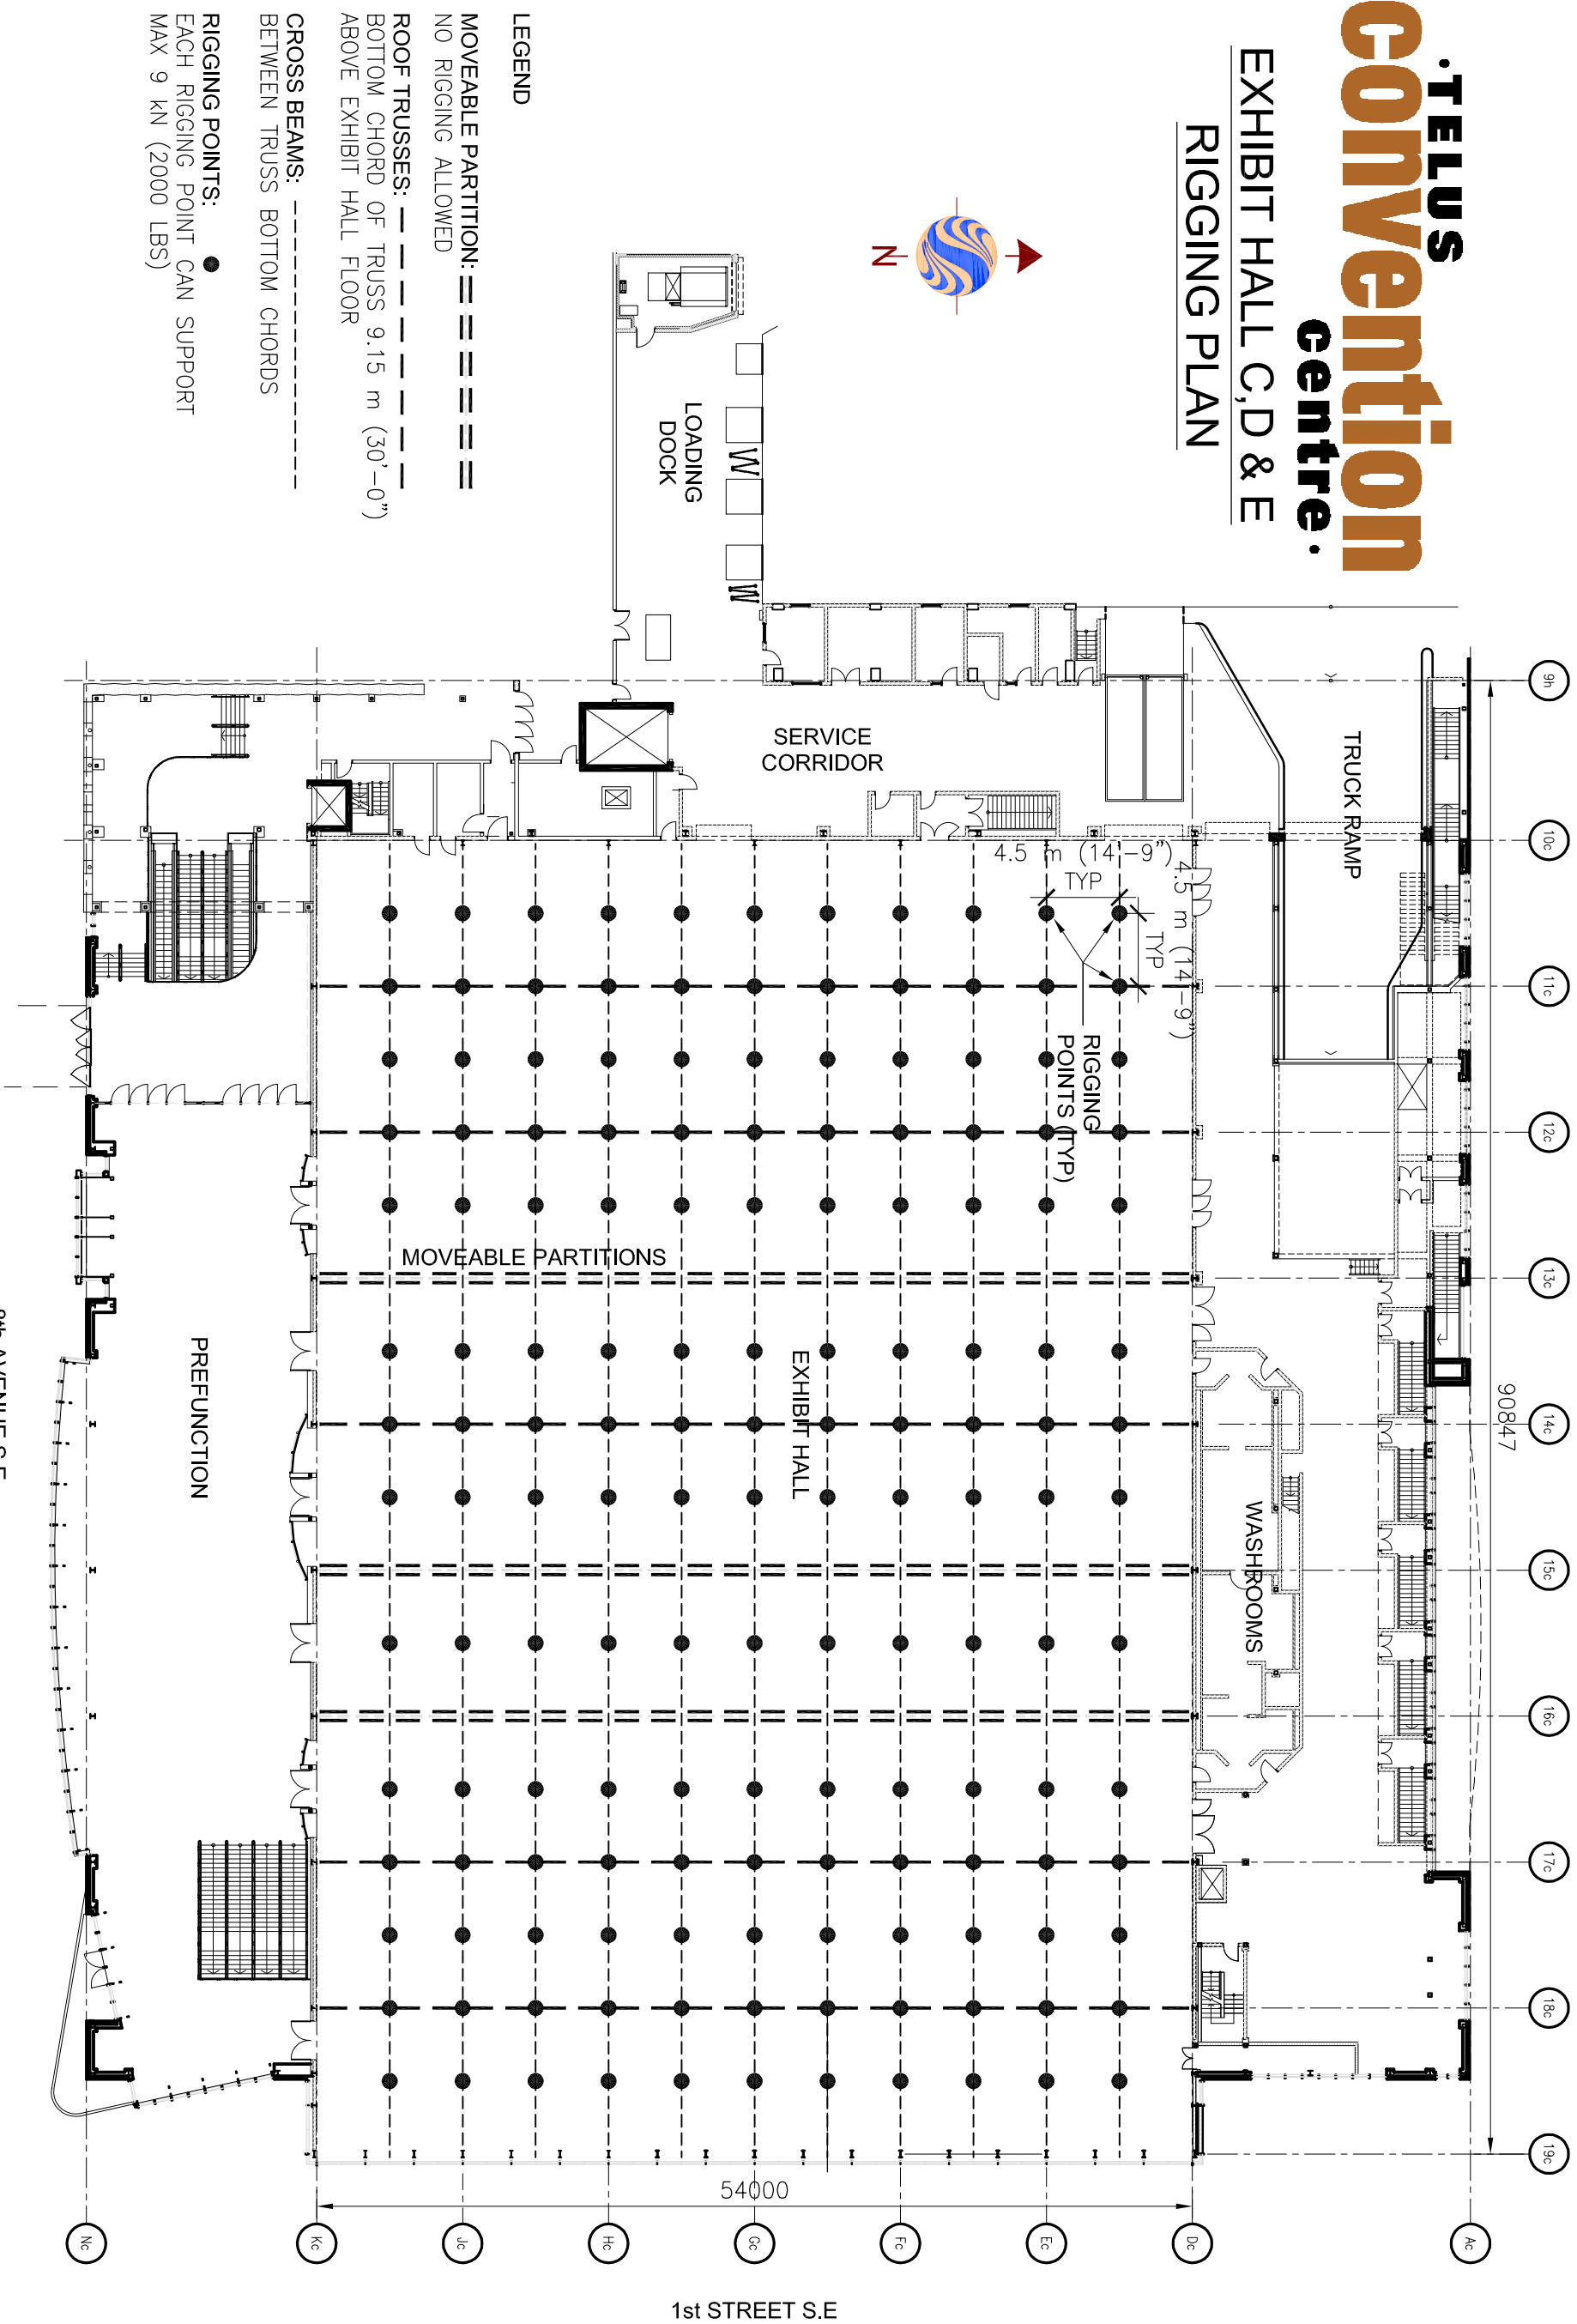 ·TELUS
convention
centre·
EXHIBIT HALL C,D & E
RIGGING PLAN
N
LEGEND
MOVEABLE PARTITION:
NO RIGGING ALLOWED
ROOF TRUSSES:
BOTTOM CHORD OF TRUSS 9.15 m (30'-0")
ABOVE EXHIBIT HALL FLOOR
CROSS BEAMS:
BETWEEN TRUSS BOTTOM CHORDS
RIGGING POINTS:
EACH RIGGING POINT CAN SUPPORT
MAX 9 kN (2000 LBS)
LOADING
DOCK
SERVICE
CORRIDOR
TRUCK RAMP
4.5 m (14'-9")
TYP
4.5 m (14'-9")
TYP
RIGGING
POINTS (TYP)
MOVEABLE PARTITIONS
EXHIBIT HALL
PREFUNCTION
WASHROOMS
90847
54000
9h
10c
11c
12c
13c
14c
15c
16c
17c
18c
19c
Nc
Kc
Jc
Hc
Gc
Fc
Ec
Dc
Ac
8th AVENUE S.E
1st STREET S.E